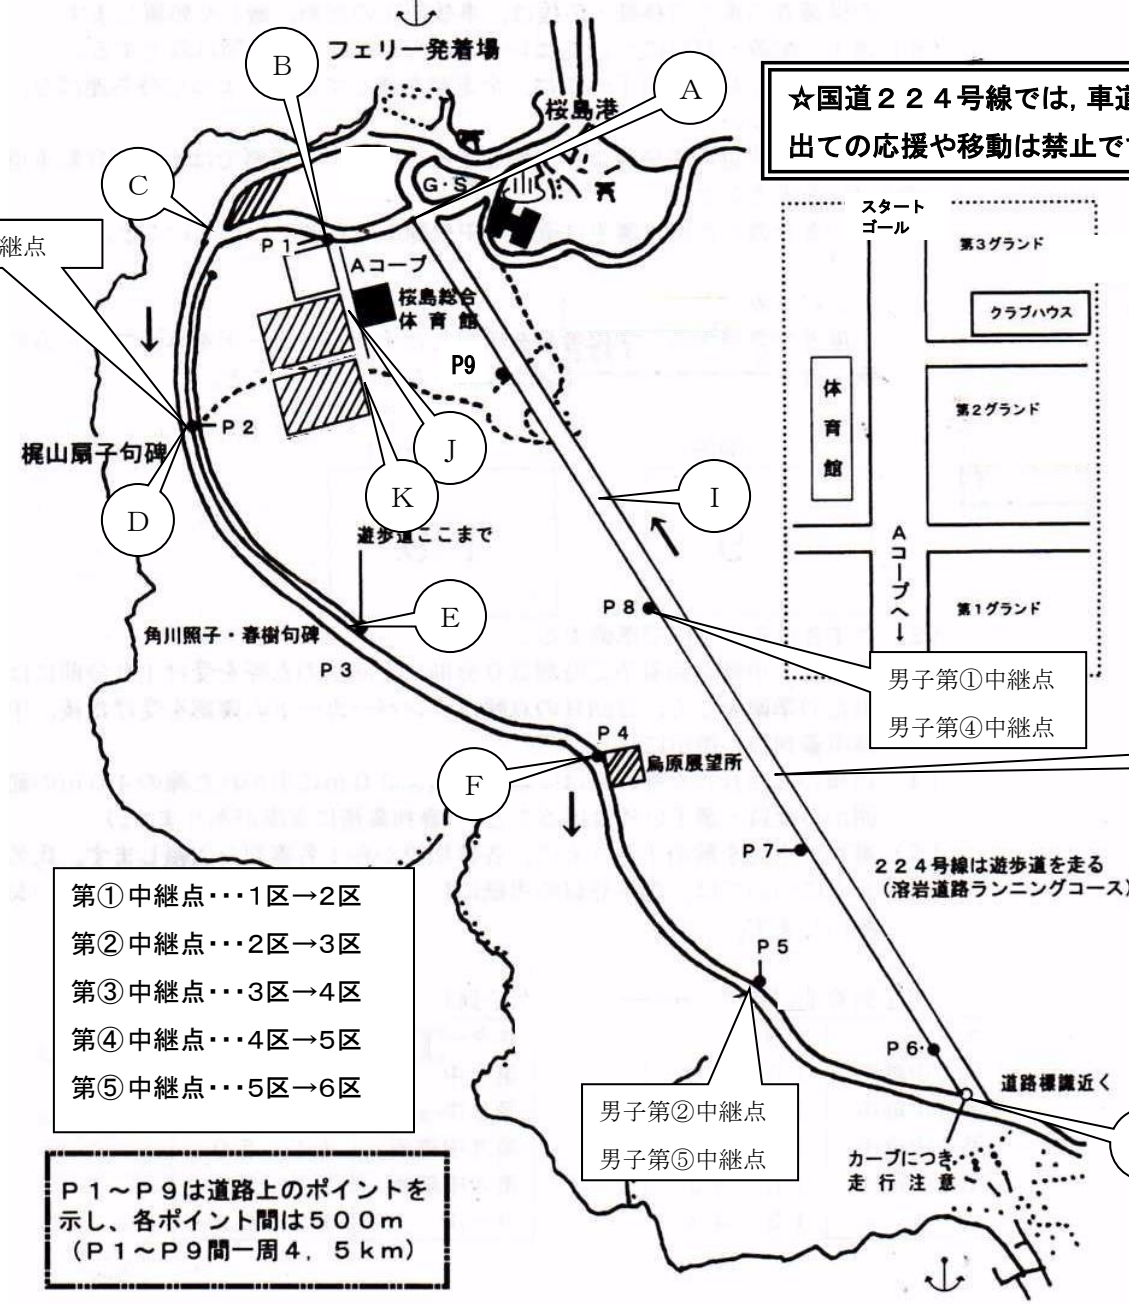 フェリー発着場
B
A
桜島港
☆国道２２４号線では，車道
出ての応援や移動は禁止で
C
G・S
スタート
ゴール
第３グランド
継点
P１
Aコープ
桜島総合
体育館
クラブハウス
P9
体育館
第２グランド
P２
梶山扇子句碑
J
D
K
I
遊歩道ここまで
Aコープへ→
E
P８
第１グランド
角川照子・春樹句碑
P３
男子第①中継点
男子第④中継点
P４
烏原展望所
F
P７
２２４号線は遊歩道を走る
（溶岩道路ランニングコース）
第①中継点･･･1区→2区
第②中継点･･･2区→3区
第③中継点･･･3区→4区
第④中継点･･･4区→5区
第⑤中継点･･･5区→6区
P５
P６
道路標識近く
男子第②中継点
男子第⑤中継点
カーブにつき
走行注意
P１～P９は道路上のポイントを
示し、各ポイント間は５００ｍ
（P１～P９間一周４．５ｋｍ）